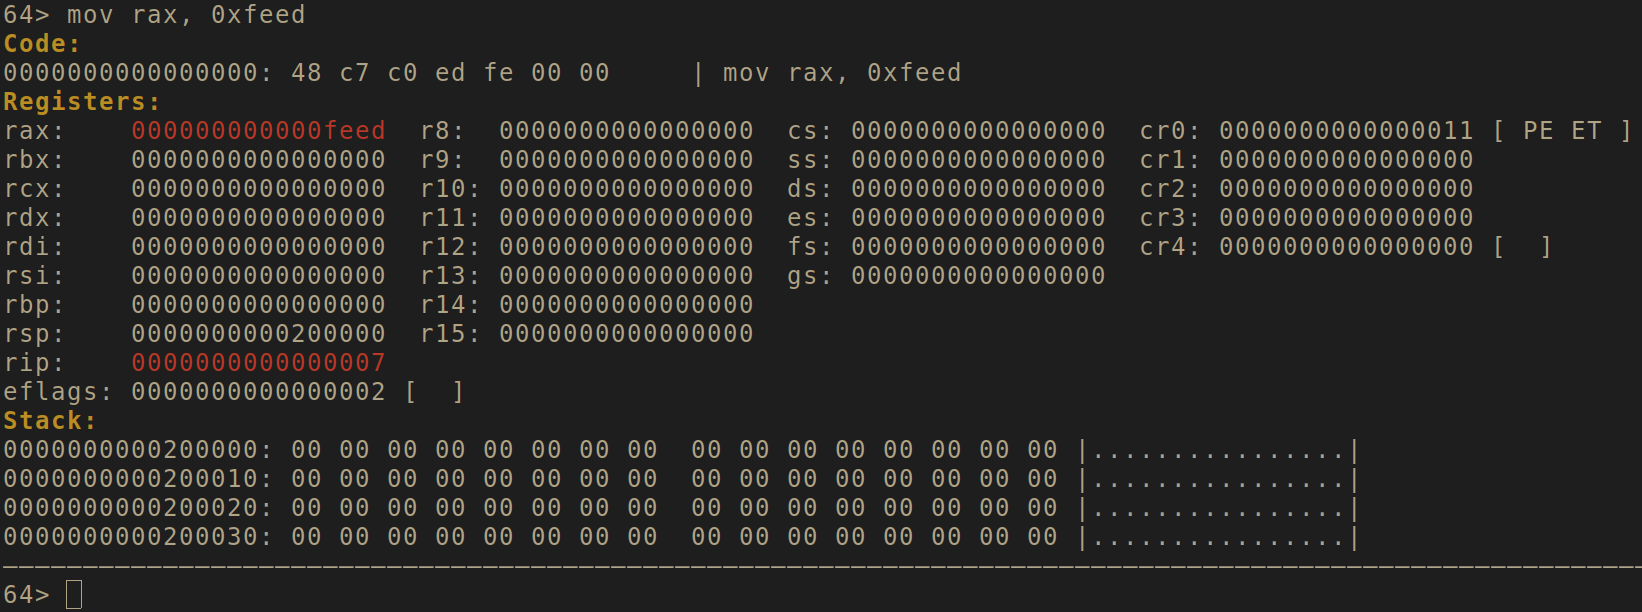 64> mov rax, 0xfeed
Code:
0000000000000000: 48 c7 c0 ed fe 00 00     | mov rax, 0xfeed
Registers:
rax:    000000000000feed  r8:  0000000000000000  cs: 0000000000000000  cr0: 0000000000000011 [ PE ET ]
rbx:    0000000000000000  r9:  0000000000000000  ss: 0000000000000000  cr1: 0000000000000000
rcx:    0000000000000000  r10: 0000000000000000  ds: 0000000000000000  cr2: 0000000000000000
rdx:    0000000000000000  r11: 0000000000000000  es: 0000000000000000  cr3: 0000000000000000
rdi:    0000000000000000  r12: 0000000000000000  fs: 0000000000000000  cr4: 0000000000000000 [  ]
rsi:    0000000000000000  r13: 0000000000000000  gs: 0000000000000000
rbp:    0000000000000000  r14: 0000000000000000
rsp:    0000000000200000  r15: 0000000000000000
rip:    0000000000000007
eflags: 0000000000000002 [  ]
Stack:
0000000000200000: 00 00 00 00 00 00 00 00  00 00 00 00 00 00 00 00 |................|
0000000000200010: 00 00 00 00 00 00 00 00  00 00 00 00 00 00 00 00 |................|
0000000000200020: 00 00 00 00 00 00 00 00  00 00 00 00 00 00 00 00 |................|
0000000000200030: 00 00 00 00 00 00 00 00  00 00 00 00 00 00 00 00 |................|
64>